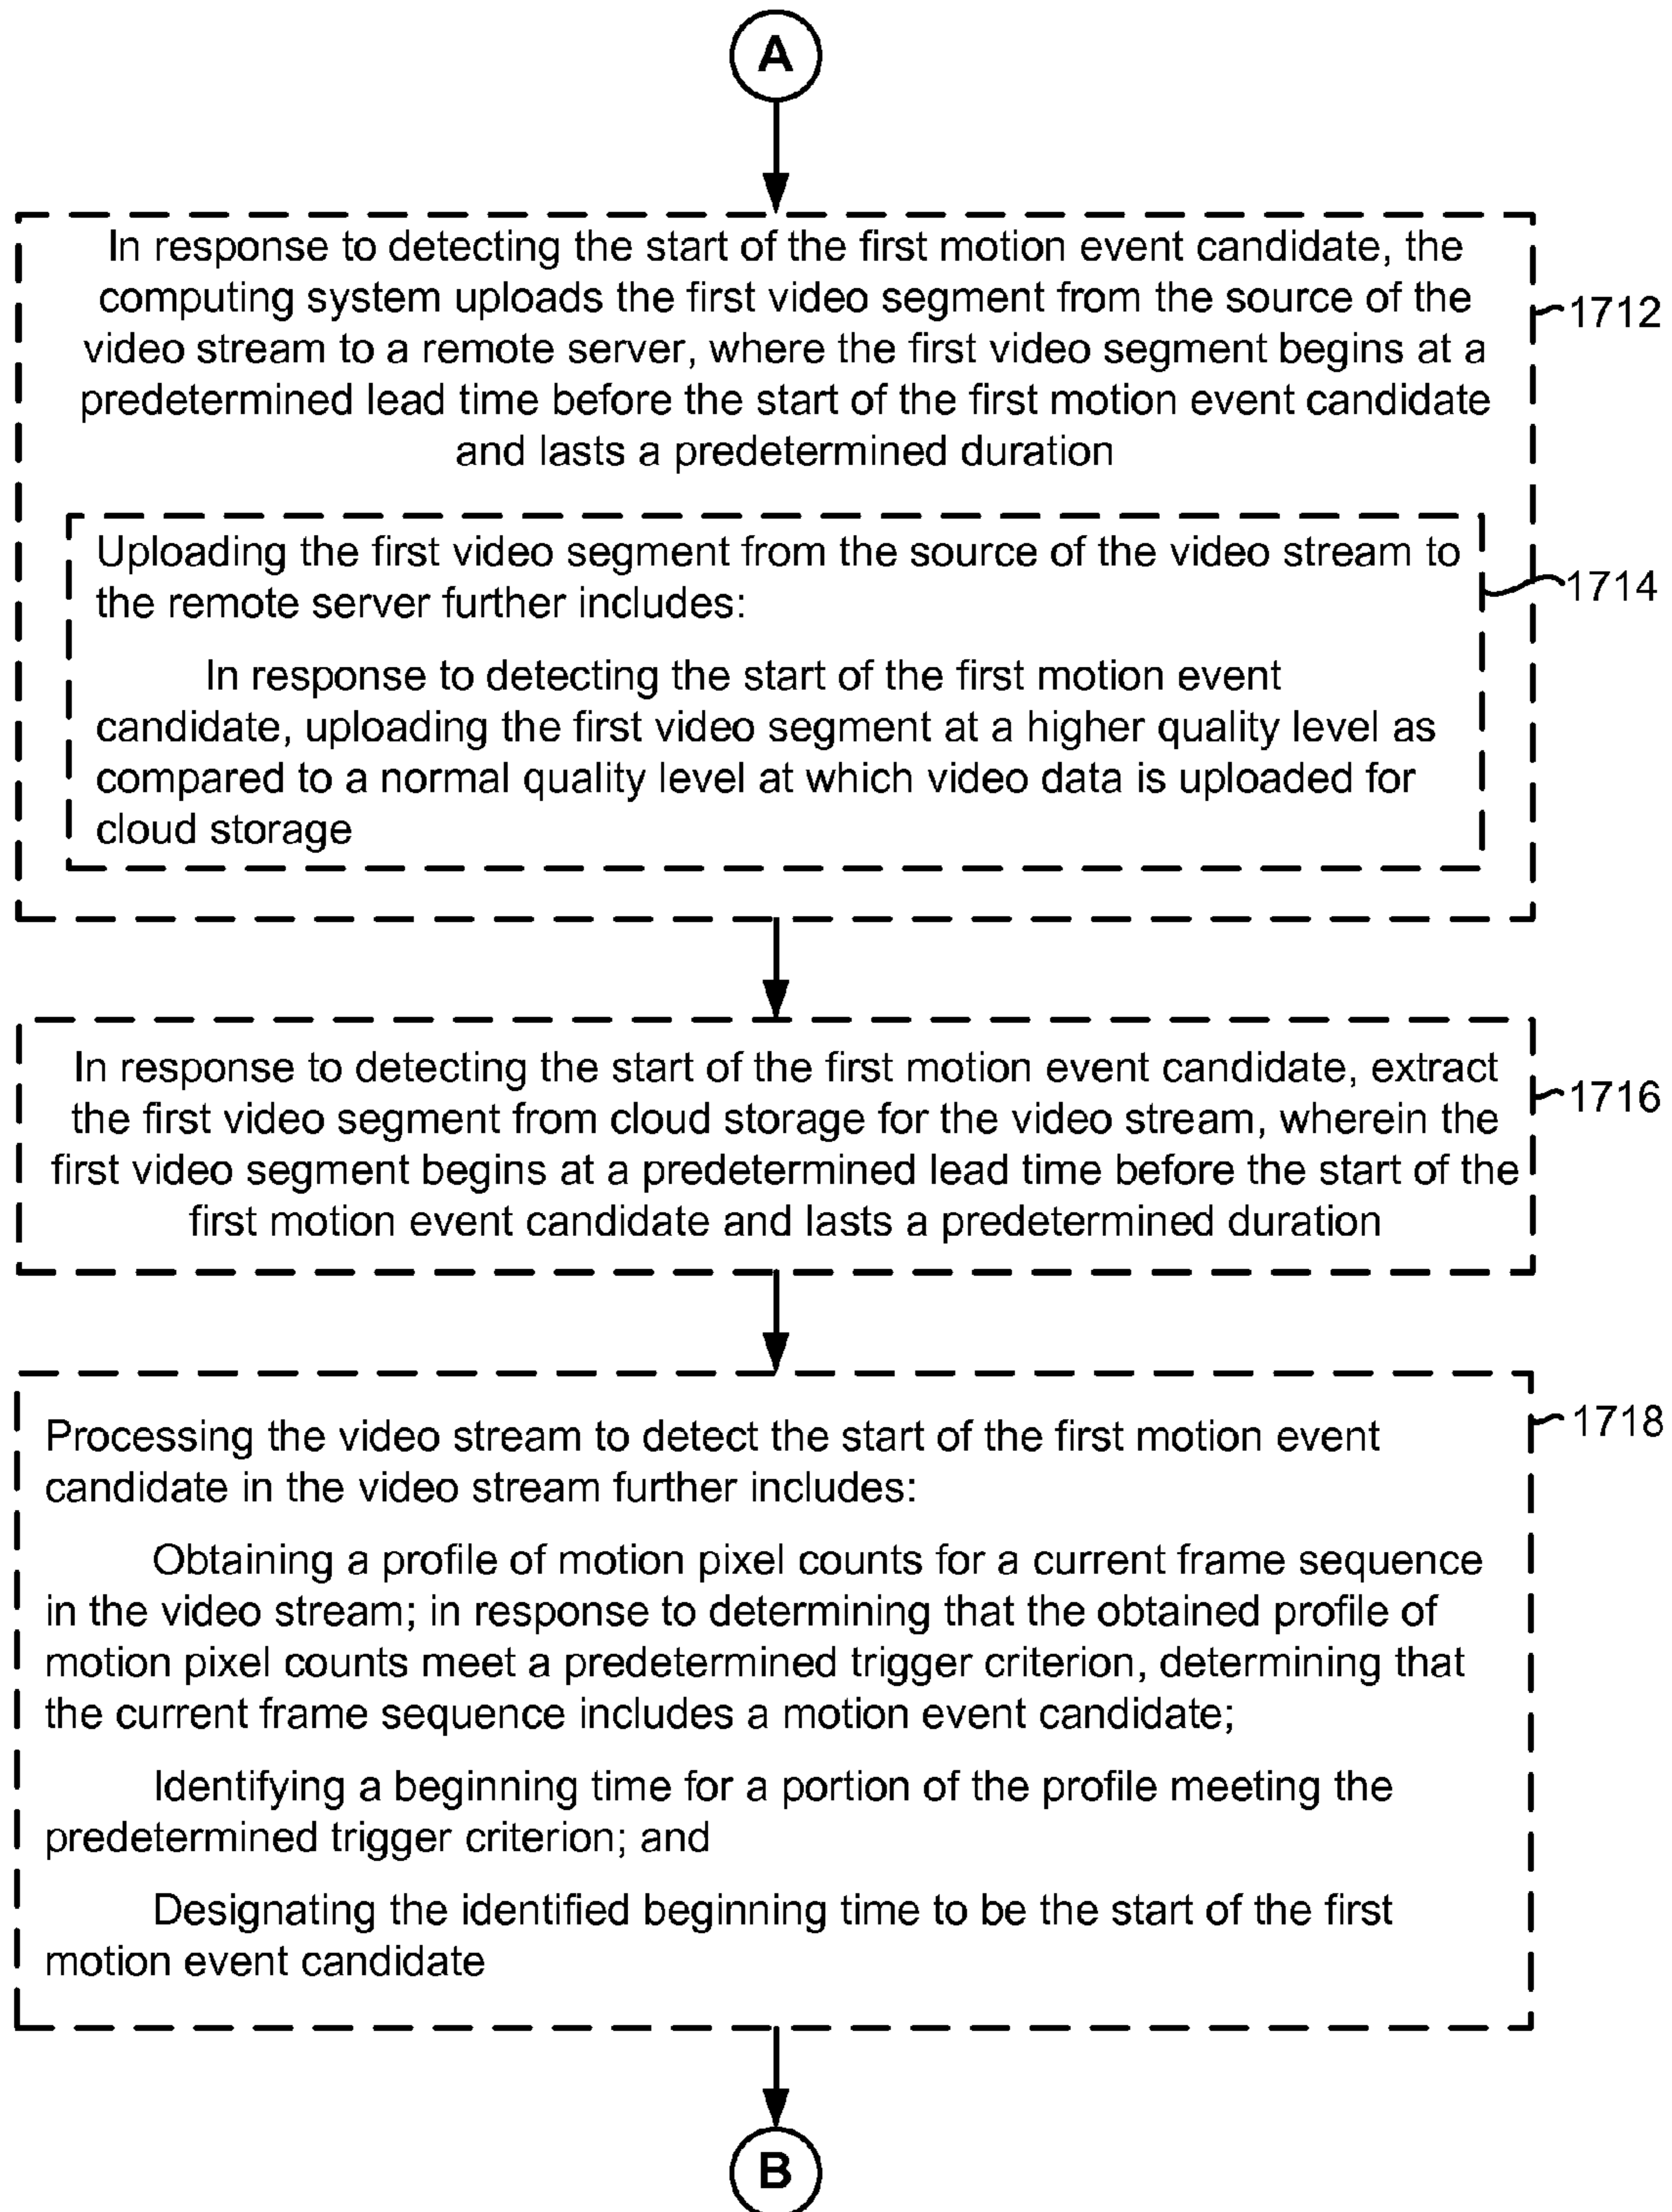 A
In response to detecting the start of the first motion event candidate, the
computing system uploads the first video segment from the source of the
video stream to a remote server, where the first video segment begins at a
predetermined lead time before the start of the first motion event candidate
and lasts a predetermined duration
1712
Uploading the first video segment from the source of the video stream to
the remote server further includes:
In response to detecting the start of the first motion event
candidate, uploading the first video segment at a higher quality level as
compared to a normal quality level at which video data is uploaded for
cloud storage
1714
In response to detecting the start of the first motion event candidate, extract
the first video segment from cloud storage for the video stream, wherein the
first video segment begins at a predetermined lead time before the start of the
first motion event candidate and lasts a predetermined duration
1716
Processing the video stream to detect the start of the first motion event
candidate in the video stream further includes:
Obtaining a profile of motion pixel counts for a current frame sequence
in the video stream; in response to determining that the obtained profile of
motion pixel counts meet a predetermined trigger criterion, determining that
the current frame sequence includes a motion event candidate;
Identifying a beginning time for a portion of the profile meeting the
predetermined trigger criterion; and
Designating the identified beginning time to be the start of the first
motion event candidate
1718
B